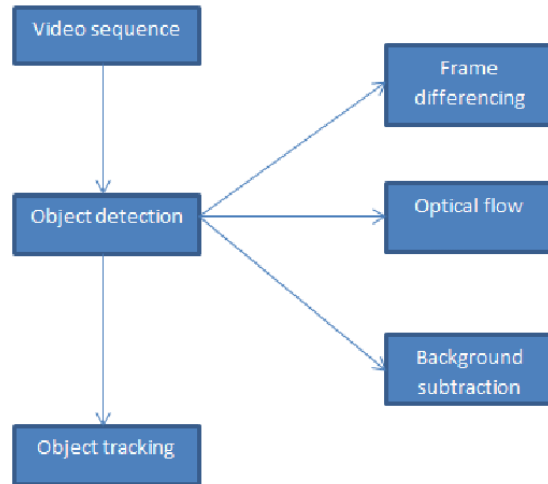 Video sequence
Frame
differencing
Object detection
Optical flow
Background
subtraction
Object tracking